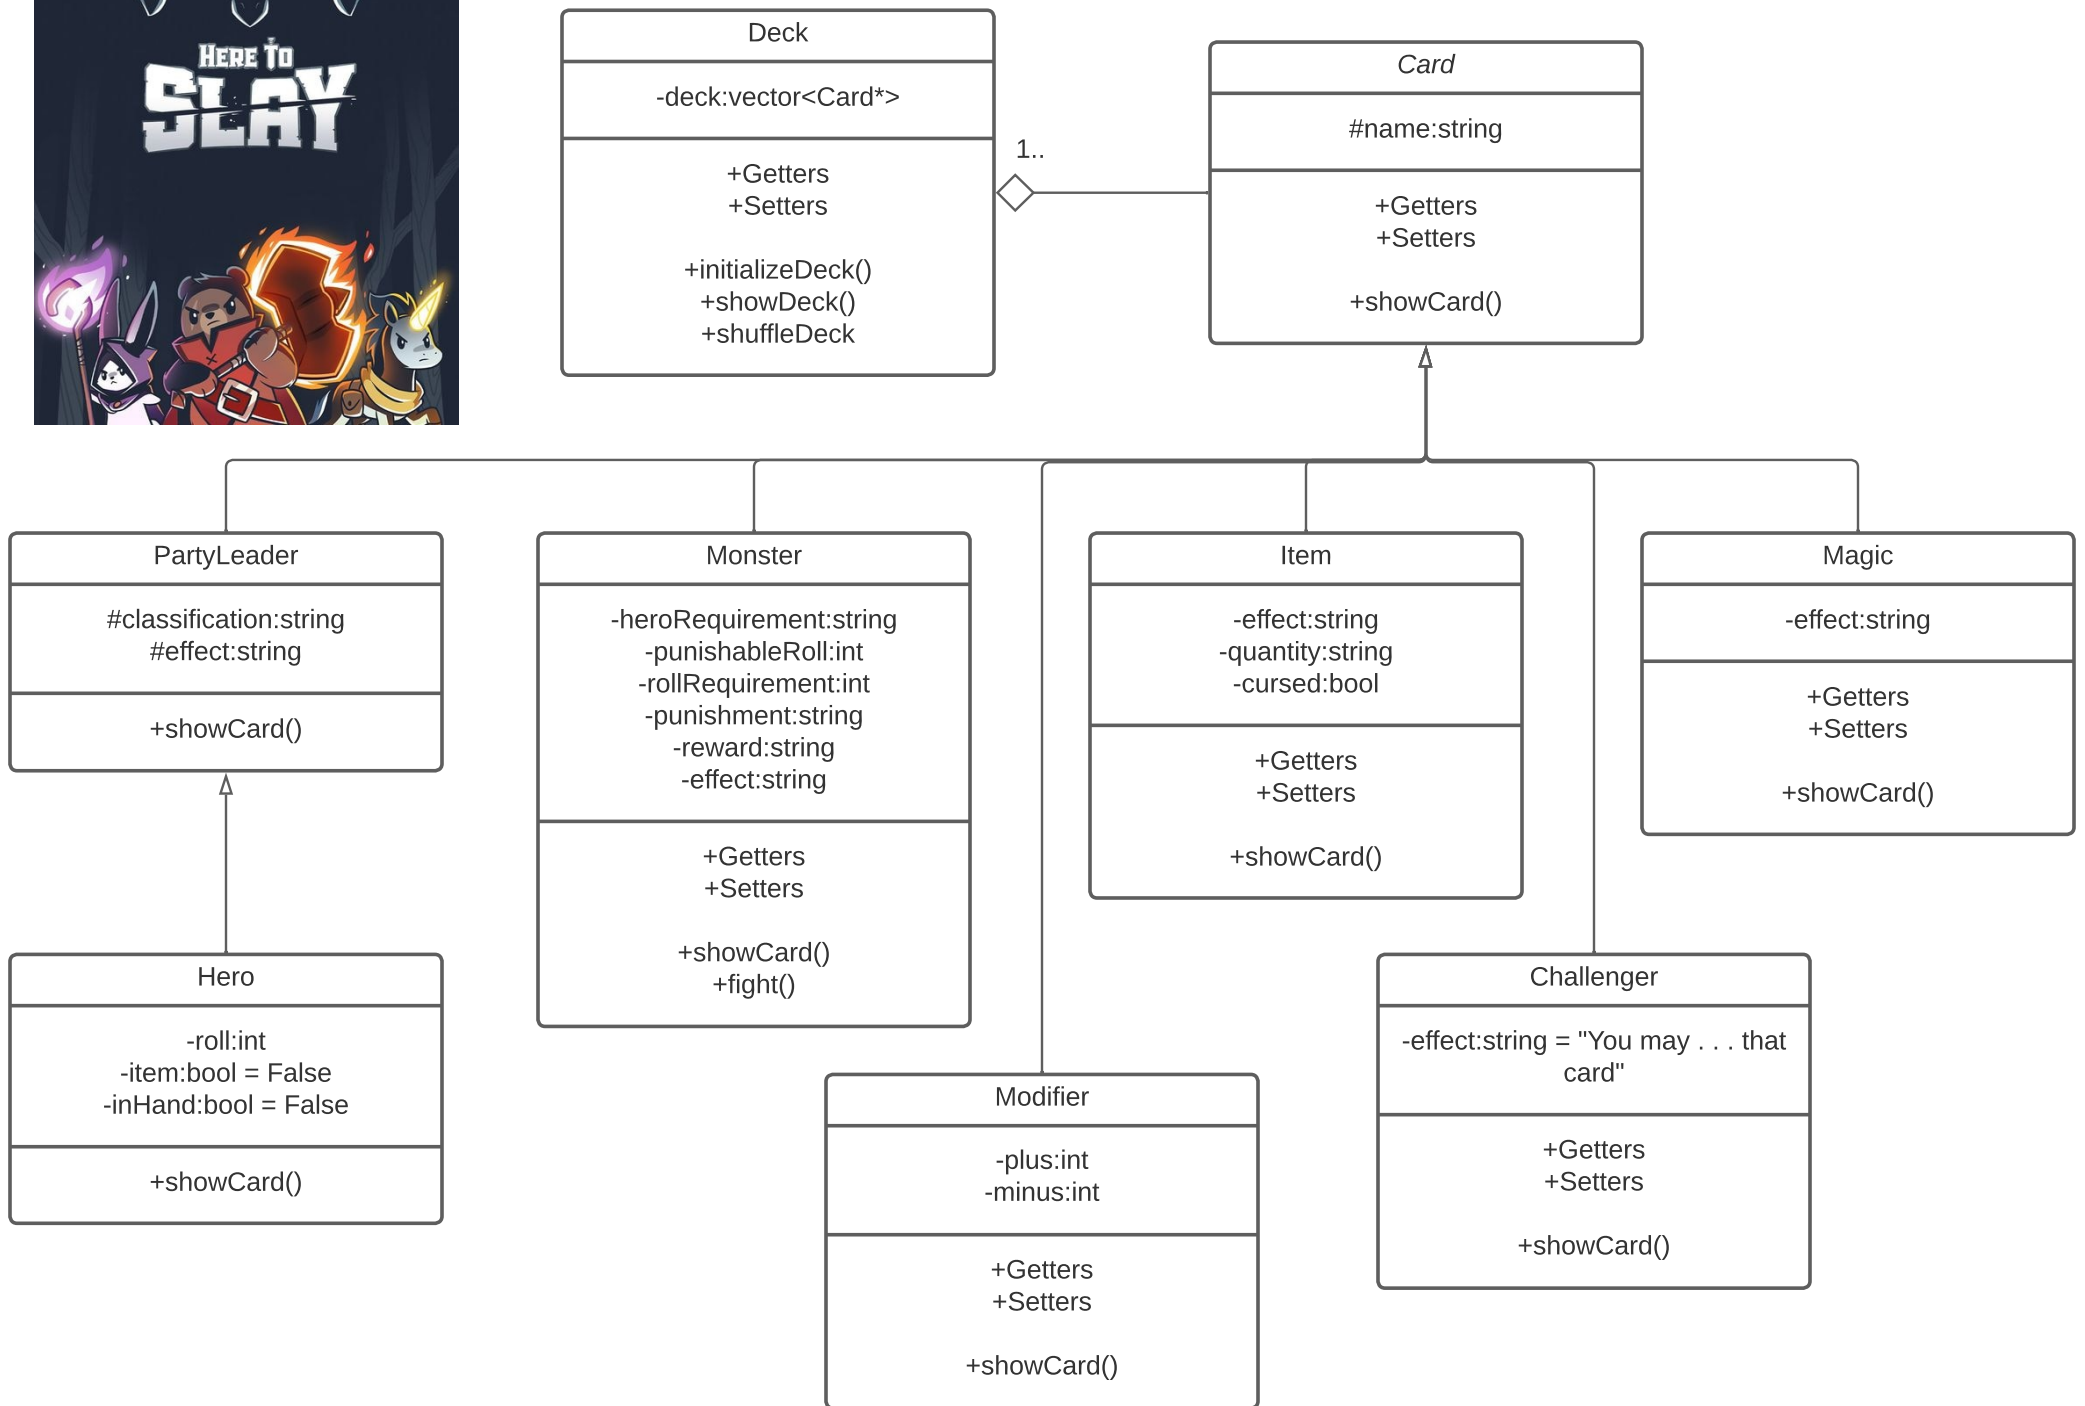 HERE TO
SLAY
Deck
-deck:vector<Card*>
+Getters
+Setters
+initializeDeck()
+showDeck()
+shuffleDeck
1..
Card
#name:string
+Getters
+Setters
+showCard()
PartyLeader
#classification:string
#effect:string
+showCard()
Monster
-heroRequirement:string
-punishableRoll:int
-rollRequirement:int
-punishment:string
-reward:string
-effect:string
+Getters
+Setters
+showCard()
+fight()
Item
-effect:string
-quantity:string
-cursed:bool
+Getters
+Setters
+showCard()
Magic
-effect:string
+Getters
+Setters
+showCard()
Hero
-roll:int
-item:bool = False
-inHand:bool = False
+showCard()
Modifier
-plus:int
-minus:int
+Getters
+Setters
+showCard()
Challenger
-effect:string = "You may . . . that
card"
+Getters
+Setters
+showCard()